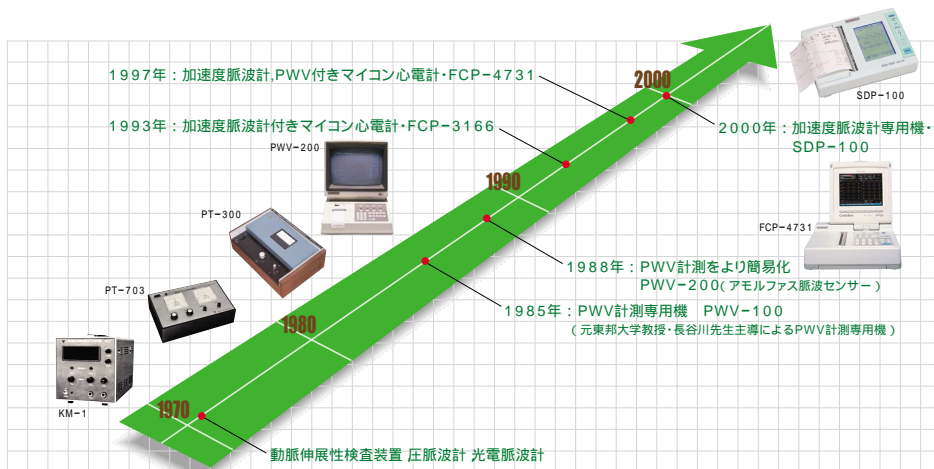 1997年：加速度脈波計,PWV付きマイコン心電計・FCP-4731
2000
SDP-100
1993年：加速度脈波計付きマイコン心電計・FCP-3166
2000年：加速度脈波計専用機・
SDP-100
PWV-200
1990
PT-300
FCP-4731
1988年：PWV計測をより簡易化
PWV-200(アモルファス脈波センサー)
PT-703
1985年：PWV計測専用機 PWV-100
(元東邦大学教授・長谷川先生主導によるPWV計測専用機)
1980
KM-1
1970
動脈伸展性検査装置 圧脈波計 光電脈波計